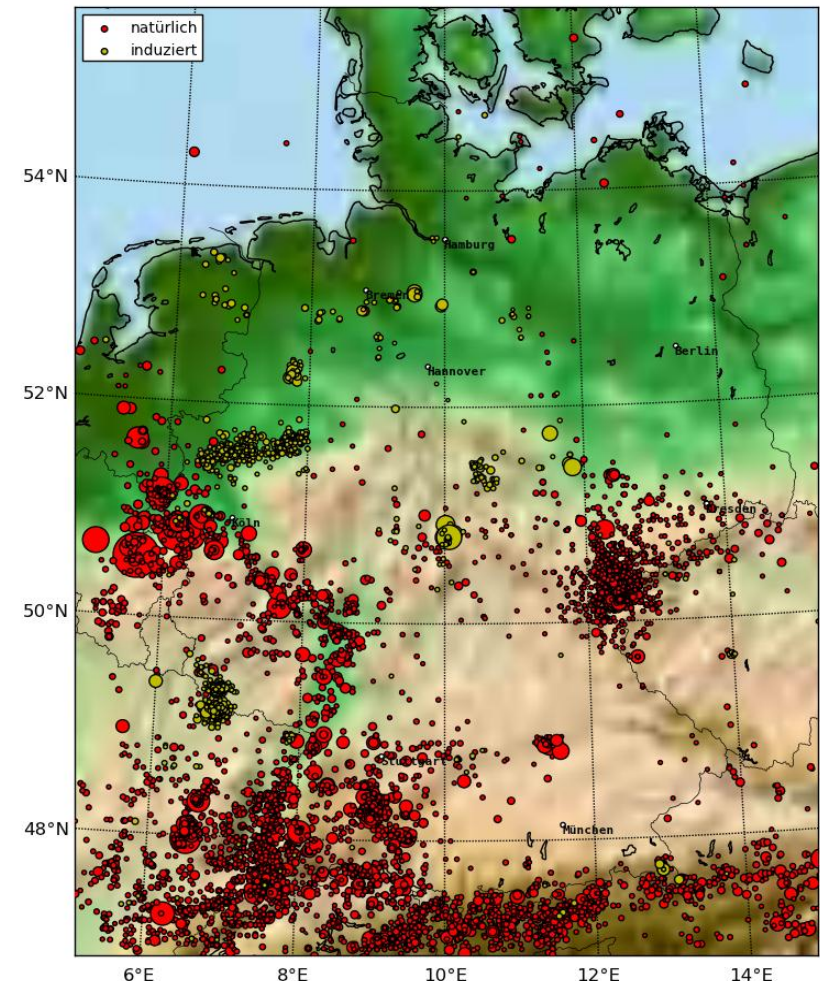 natürlich
induziert
54°N
Hamburg
Bremen
Berlin
Hannover
52°N
Dresden
Köln
50°N
Stuttgart
48°N
München
6°E 8°E 10°E 12°E 14°E